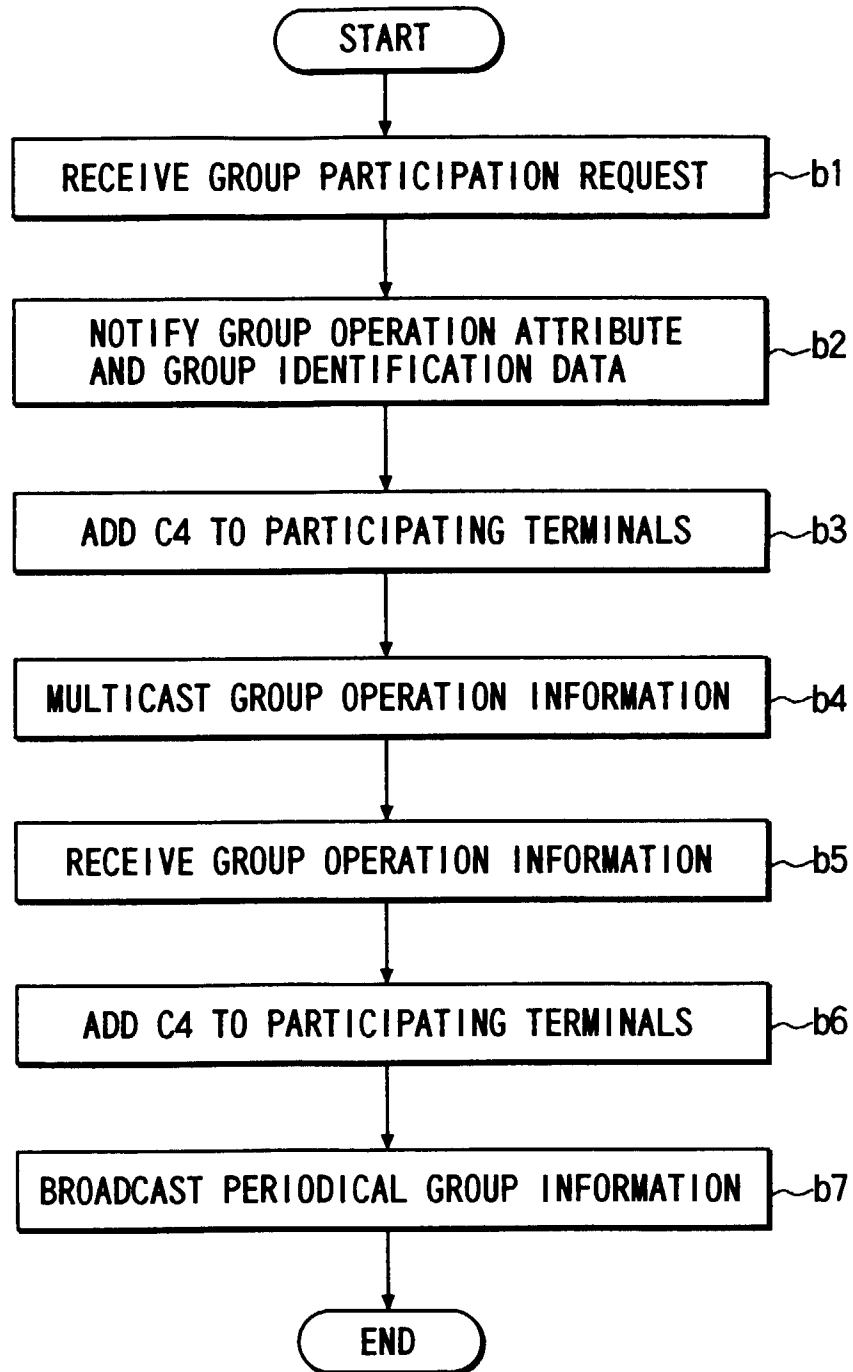 START
RECEIVE GROUP PARTICIPATION REQUEST
b1
NOTIFY GROUP OPERATION ATTRIBUTE
AND GROUP IDENTIFICATION DATA
b2
ADD C4 TO PARTICIPATING TERMINALS
b3
MULTICAST GROUP OPERATION INFORMATION
b4
RECEIVE GROUP OPERATION INFORMATION
b5
ADD C4 TO PARTICIPATING TERMINALS
b6
BROADCAST PERIODICAL GROUP INFORMATION
b7
END